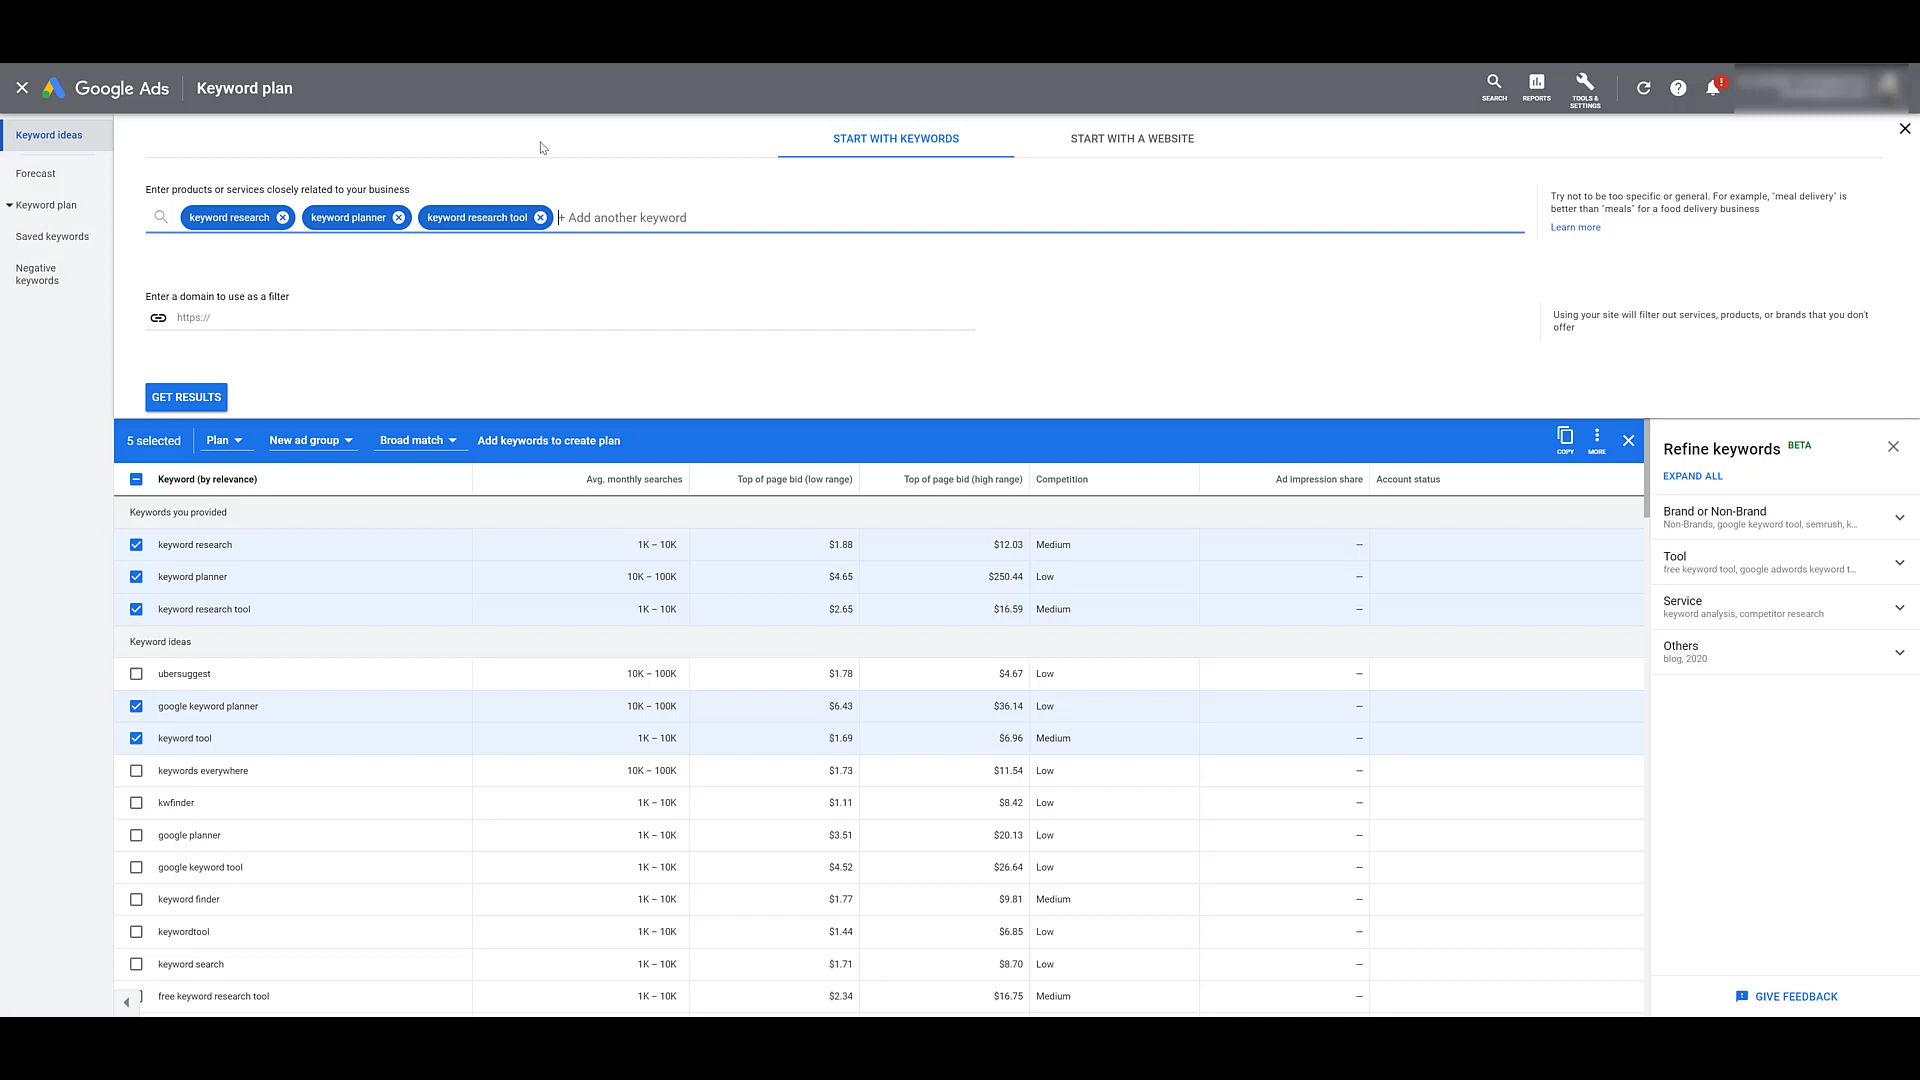 Google Ads Keyword plan
SEARCH
REPORTS
TOOLS &
SETTINGS
!
Keyword ideas
Forecast
Keyword plan
Saved keywords
Negative
keywords
START WITH KEYWORDS START WITH A WEBSITE
Enter products or services closely related to your business
keyword research keyword planner keyword research tool + Add another keyword
Try not to be too specific or general. For example, "meal delivery" is
better than "meals" for a food delivery business
Learn more
Enter a domain to use as a filter
https://
Using your site will filter out services, products, or brands that you don't
offer
GET RESULTS
5 selected Plan New ad group Broad match Add keywords to create plan COPY MORE
Keyword (by relevance) Avg. monthly searches Top of page bid (low range) Top of page bid (high range) Competition Ad impression share Account status
Keywords you provided
keyword research 1K – 10K $1.88 $12.03 Medium –
keyword planner 10K – 100K $4.65 $250.44 Low –
keyword research tool 1K – 10K $2.65 $16.59 Medium –
Keyword ideas
ubersuggest 10K – 100K $1.78 $4.67 Low –
google keyword planner 10K – 100K $6.43 $36.14 Low –
keyword tool 1K – 10K $1.69 $6.96 Medium –
keywords everywhere 10K – 100K $1.73 $11.54 Low –
kwfinder 1K – 10K $1.11 $8.42 Low –
google planner 1K – 10K $3.51 $20.13 Low –
google keyword tool 1K – 10K $4.52 $26.64 Low –
keyword finder 1K – 10K $1.77 $9.81 Medium –
keywordtool 1K – 10K $1.44 $6.85 Low –
keyword search 1K – 10K $1.71 $8.70 Low –
free keyword research tool 1K – 10K $2.34 $16.75 Medium –
Refine keywords BETA
EXPAND ALL
Brand or Non-Brand
Non-Brands, google keyword tool, semrush, k...
Tool
free keyword tool, google adwords keyword t...
Service
keyword analysis, competitor research
Others
blog, 2020
GIVE FEEDBACK